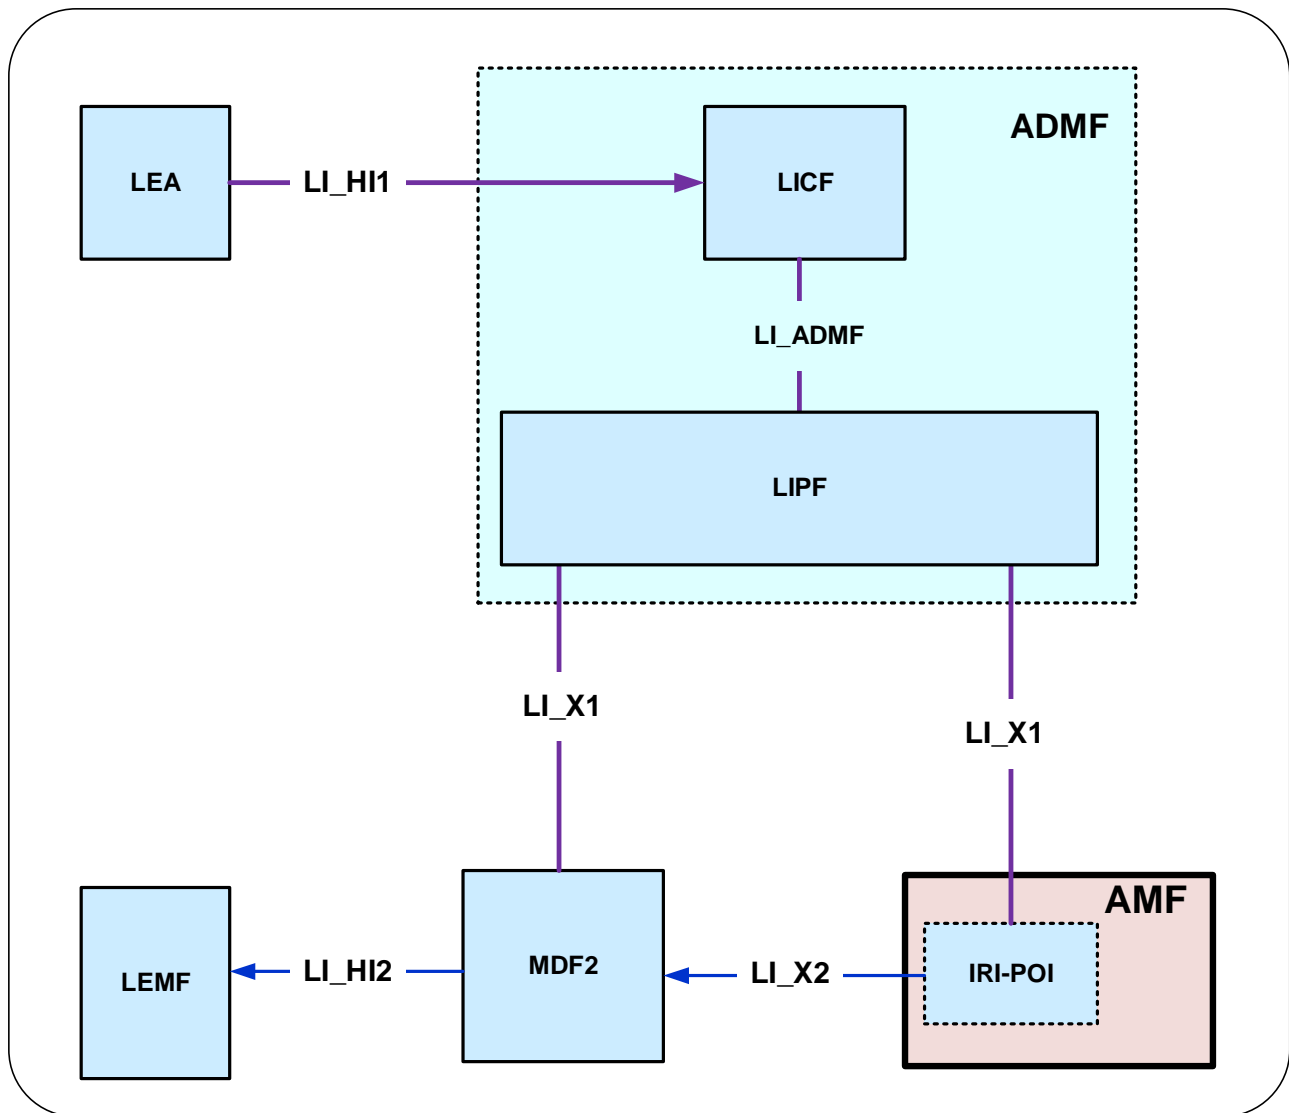 ADMF
LEA
LI_HI1
LICF
LI_ADMF
LIPF
LI_X1
LI_X1
AMF
LEMF
LI_HI2
MDF2
LI_X2
IRI-POI